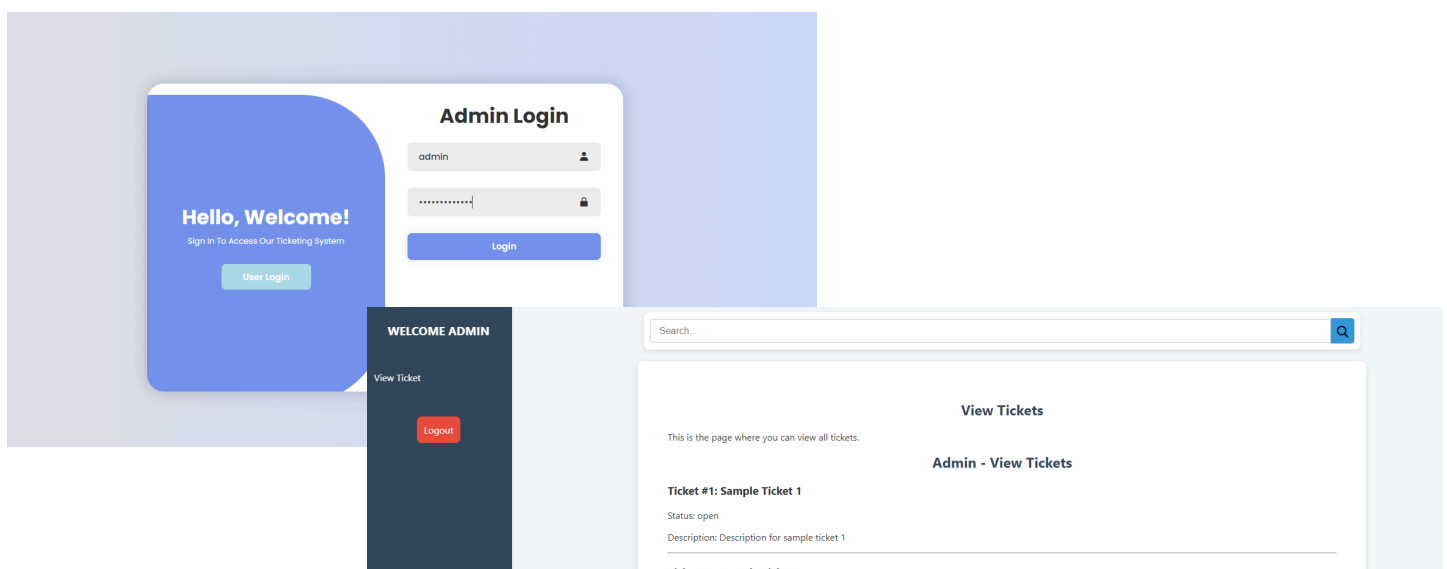 Admin Login
admin
Hello, Welcome!
Sign In To Access Our Ticketing System
Login
User Login
WELCOME ADMIN
Search...
View Ticket
Logout
View Tickets
This is the page where you can view all tickets.
Admin - View Tickets
Ticket #1: Sample Ticket 1
Status: open
Description: Description for sample ticket 1